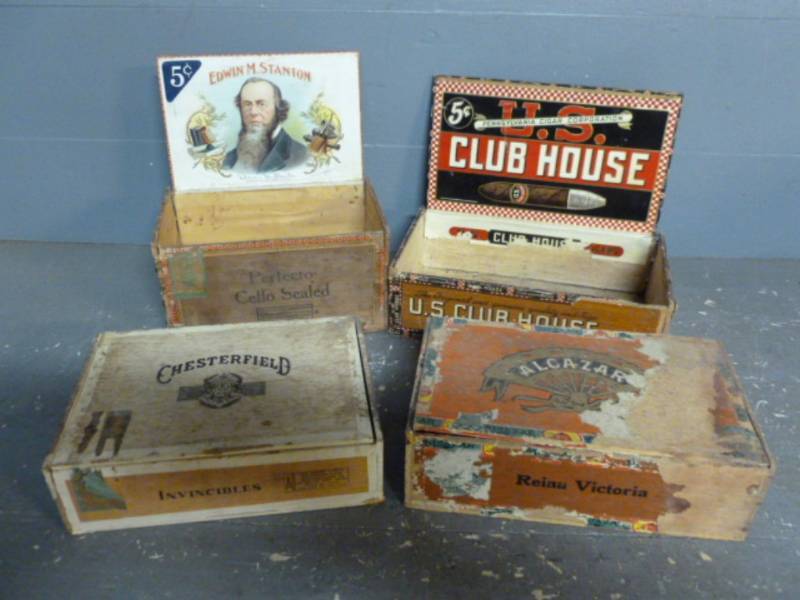 5¢
EDWIN M. STANTON
Perfecto
Cello Sealed
5¢
U.S.
PENNSYLVANIA CIGAR CORPORATION
CLUB HOUSE
CLUB HOUSE
U.S. CLUB HOUSE
CHESTERFIELD
INVINCIBLES
ALCAZAR
Reiau Victoria